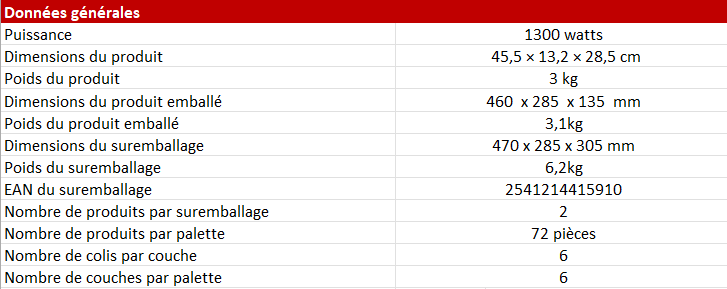 Données générales
Puissance 1300 watts
Dimensions du produit 45,5 × 13,2 × 28,5 cm
Poids du produit 3 kg
Dimensions du produit emballé 460 x 285 x 135 mm
Poids du produit emballé 3,1kg
Dimensions du suremballage 470 x 285 x 305 mm
Poids du suremballage 6,2kg
EAN du suremballage 2541214415910
Nombre de produits par suremballage 2
Nombre de produits par palette 72 pièces
Nombre de colis par couche 6
Nombre de couches par palette 6